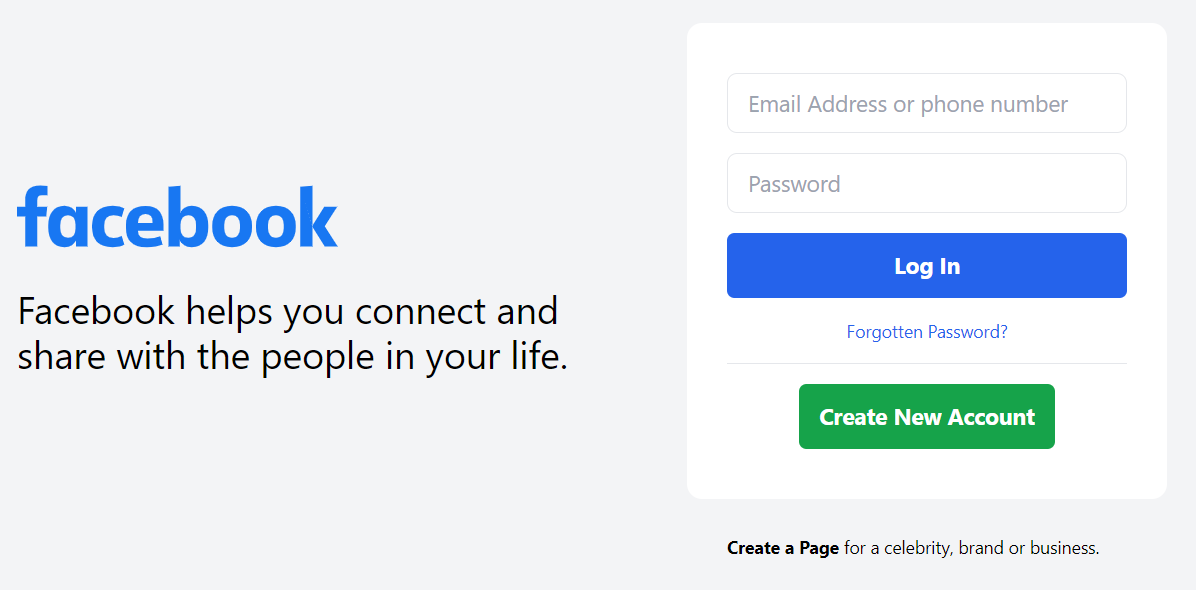 facebook
Facebook helps you connect and
share with the people in your life.
Email Address or phone number
Password
Log In
Forgotten Password?
Create New Account
Create a Page for a celebrity, brand or business.